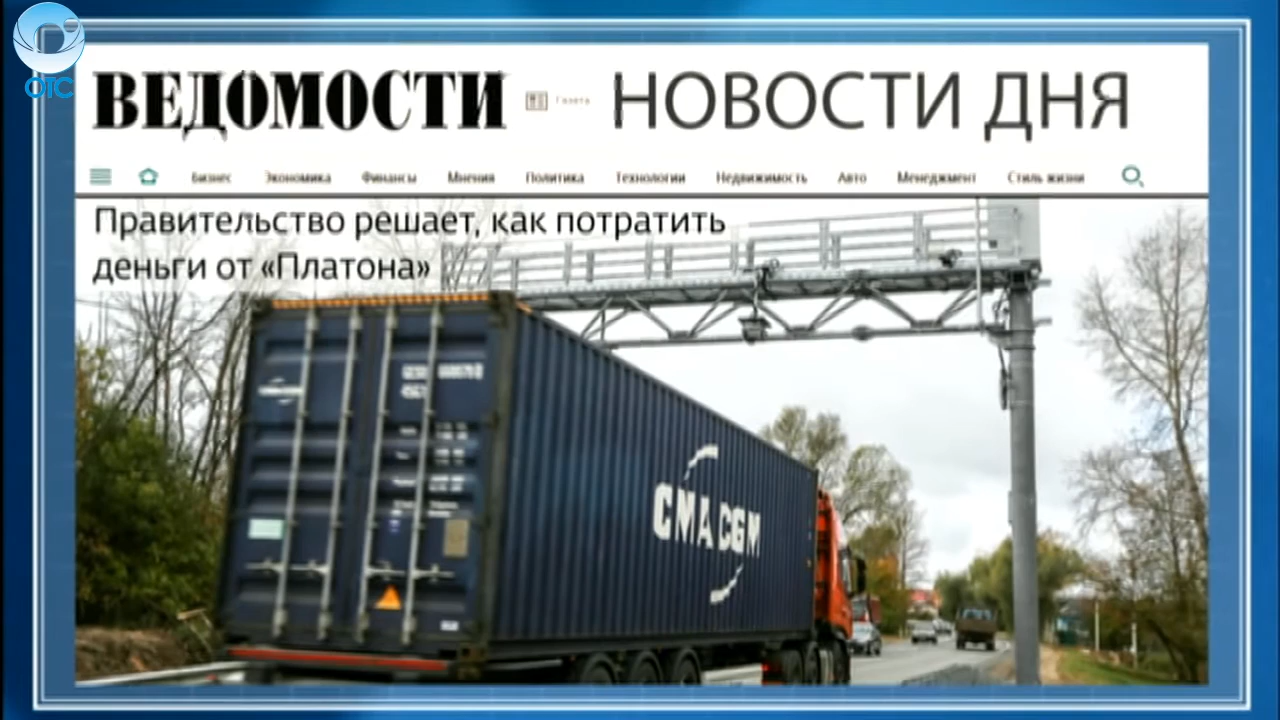 ОТС
ВЕДОМОСТИ Газета НОВОСТИ ДНЯ
Бизнес Экономика Финансы Мнения Политика Технологии Недвижимость Авто Менеджмент Стиль жизни
Правительство решает, как потратить
деньги от «Платона»
CMA CGM